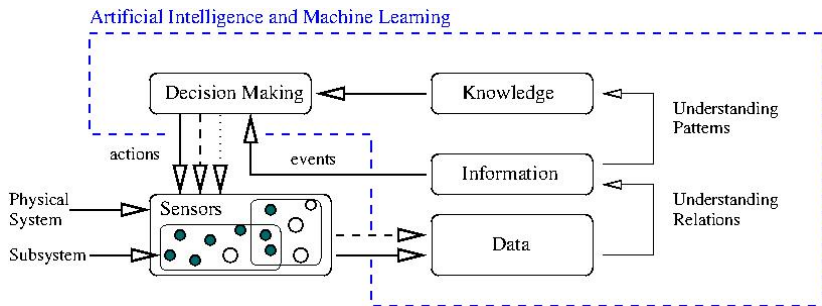 Artificial Intelligence and Machine Learning
Decision Making
Knowledge
Understanding
Patterns
actions
events
Information
Physical
System
Sensors
Understanding
Relations
Subsystem
Data